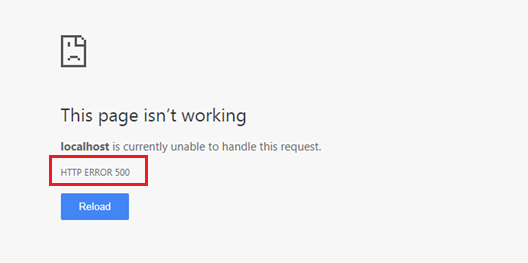 This page isn’t working
localhost is currently unable to handle this request.
HTTP ERROR 500
Reload